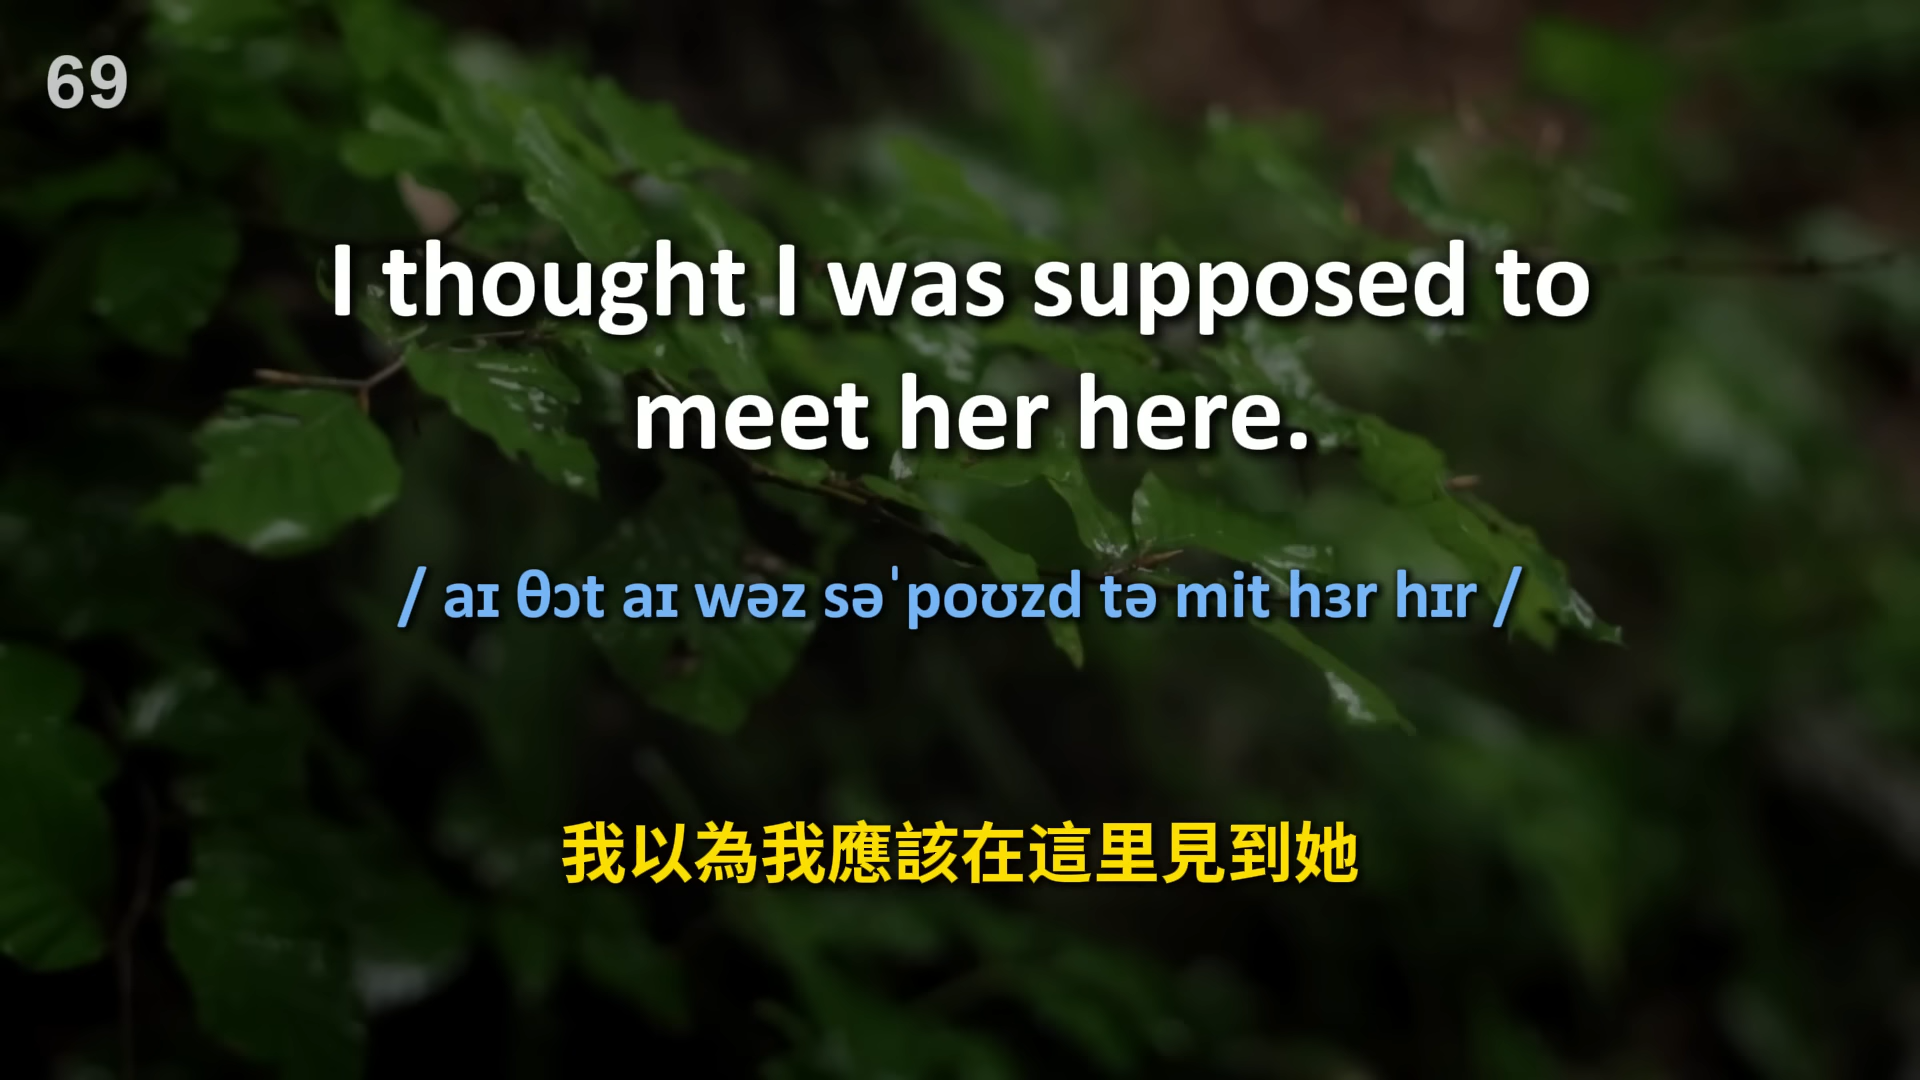 69
I thought I was supposed to
meet her here.
/ aɪ θɔt aɪ wəz səˈpoʊzd tə mit hɜr hɪr /
我以為我應該在這里見到她